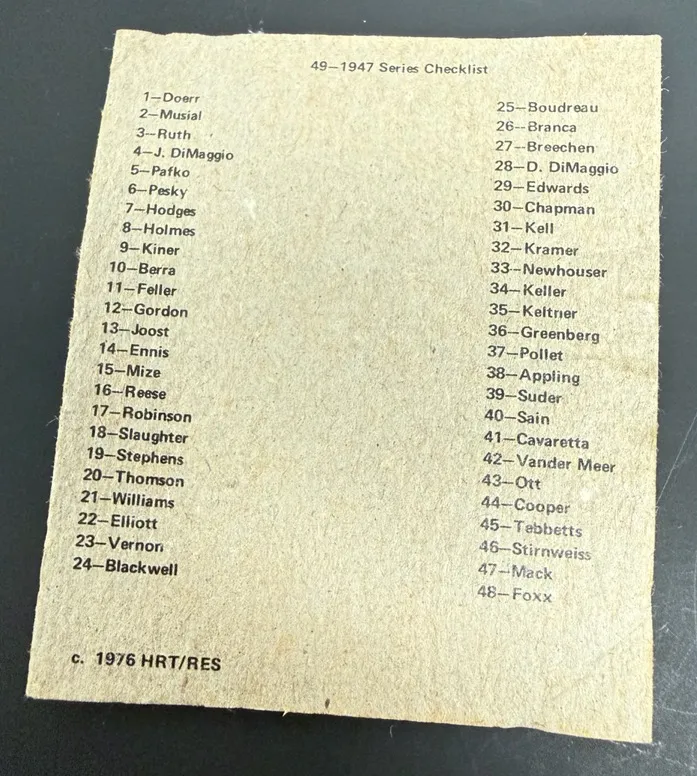 49—1947 Series Checklist
1—Doerr
2—Musial
3—Ruth
4—J. DiMaggio
5—Pafko
6—Pesky
7—Hodges
8—Holmes
9—Kiner
10—Berra
11—Feller
12—Gordon
13—Joost
14—Ennis
15—Mize
16—Reese
17—Robinson
18—Slaughter
19—Stephens
20—Thomson
21—Williams
22—Elliott
23—Vernon
24—Blackwell
25—Boudreau
26—Branca
27—Breechen
28—D. DiMaggio
29—Edwards
30—Chapman
31—Kell
32—Kramer
33—Newhouser
34—Keller
35—Keltner
36—Greenberg
37—Pollet
38—Appling
39—Suder
40—Sain
41—Cavaretta
42—Vander Meer
43—Ott
44—Cooper
45—Tebbetts
46—Stirnweiss
47—Mack
48—Foxx
c. 1976 HRT/RES